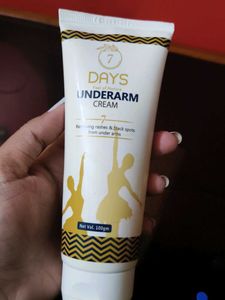 7
DAYS
UNDERARM
CREAM
7
Removing rashes & black spots
from under arms
Net Vol. 100gm